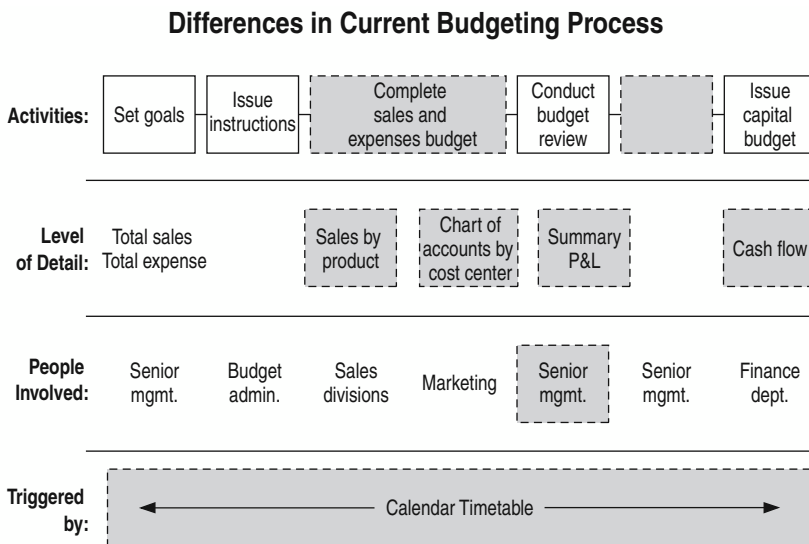 Differences in Current Budgeting Process
Activities:
Set goals
Issue
instructions
Complete
sales and
expenses budget
Conduct
budget
review
Issue
capital
budget
Level
of Detail:
Total sales
Total expense
Sales by
product
Chart of
accounts by
cost center
Summary
P&L
Cash flow
People
Involved:
Senior
mgmt.
Budget
admin.
Sales
divisions
Marketing
Senior
mgmt.
Senior
mgmt.
Finance
dept.
Triggered
by:
Calendar Timetable